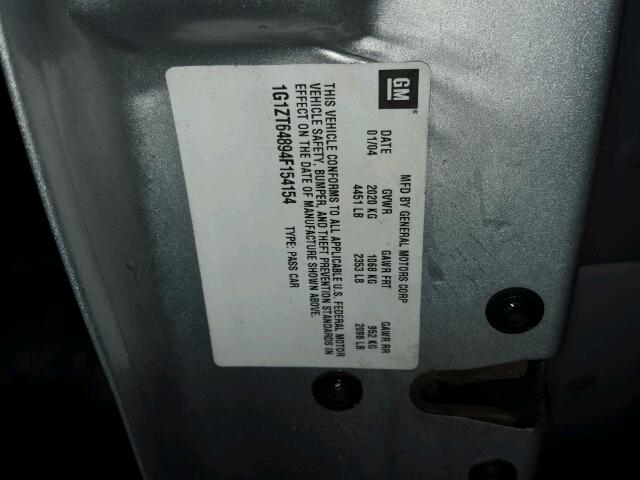 GM
MFD BY GENERAL MOTORS CORP
DATE GVWR GAWR FRT GAWR RR
01/04 2020 KG 1068 KG 952 KG
4451 LB 2353 LB 2098 LB
THIS VEHICLE CONFORMS TO ALL APPLICABLE U.S. FEDERAL MOTOR
VEHICLE SAFETY, BUMPER, AND THEFT PREVENTION STANDARDS IN
EFFECT ON THE DATE OF MANUFACTURE SHOWN ABOVE.
1G1ZT64894F154154 TYPE: PASS CAR